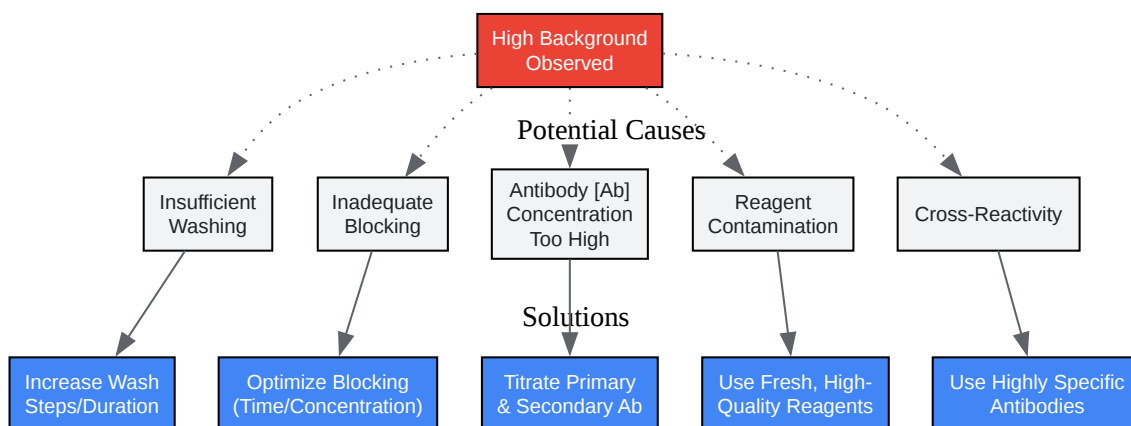 High Background
Observed
Potential Causes
Insufficient
Washing
Inadequate
Blocking
Antibody [Ab]
Concentration
Too High
Reagent
Contamination
Cross-Reactivity
Solutions
Increase Wash
Steps/Duration
Optimize Blocking
(Time/Concentration)
Titrate Primary
& Secondary Ab
Use Fresh, High-
Quality Reagents
Use Highly Specific
Antibodies